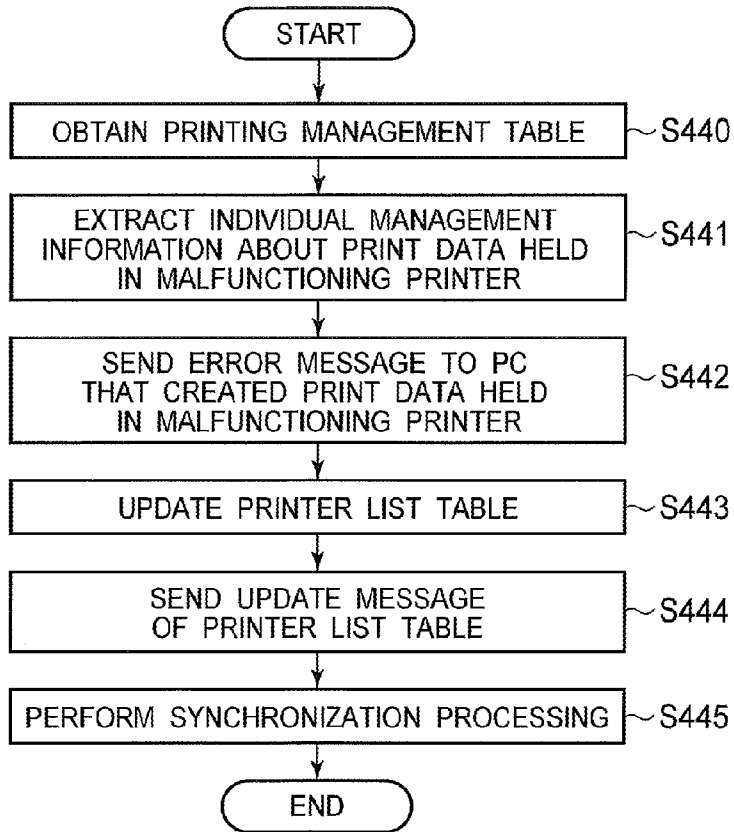 START
OBTAIN PRINTING MANAGEMENT TABLE ~S440
EXTRACT INDIVIDUAL MANAGEMENT
INFORMATION ABOUT PRINT DATA HELD
IN MALFUNCTIONING PRINTER
~S441
SEND ERROR MESSAGE TO PC
THAT CREATED PRINT DATA HELD
IN MALFUNCTIONING PRINTER
~S442
UPDATE PRINTER LIST TABLE ~S443
SEND UPDATE MESSAGE
OF PRINTER LIST TABLE
~S444
PERFORM SYNCHRONIZATION PROCESSING ~S445
END